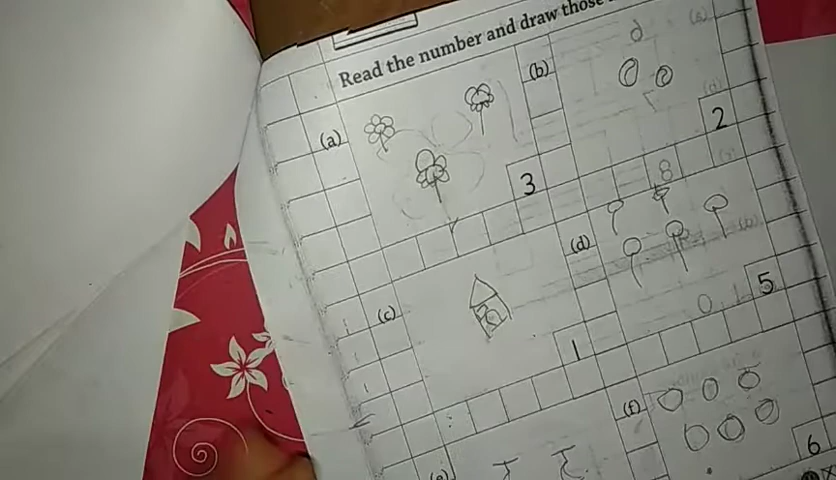 Read the number and draw those
(a)
3
(b)
2
(c)
1
(d)
5
(e)
(f)
6